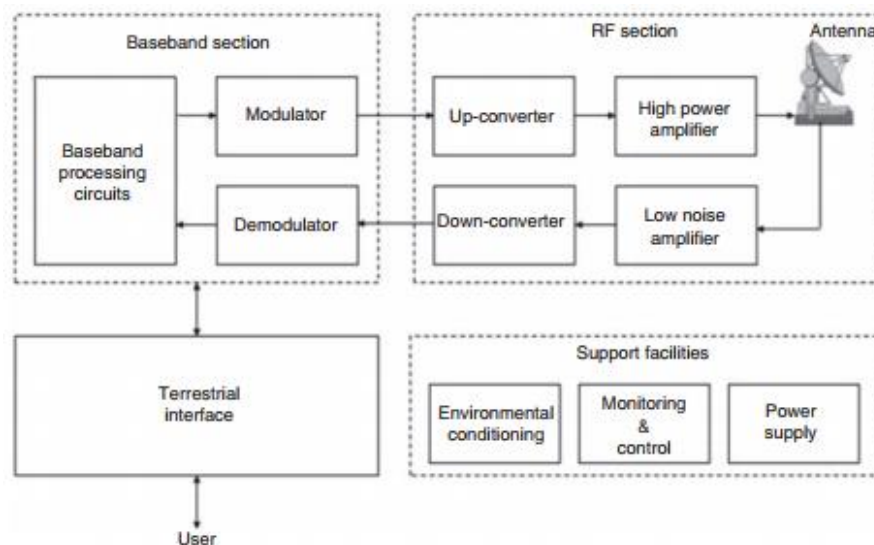 Baseband section
RF section
Antenna
Baseband
processing
circuits
Modulator
Up-converter
High power
amplifier
Demodulator
Down-converter
Low noise
amplifier
Terrestrial
interface
Support facilities
Environmental
conditioning
Monitoring
&
control
Power
supply
User